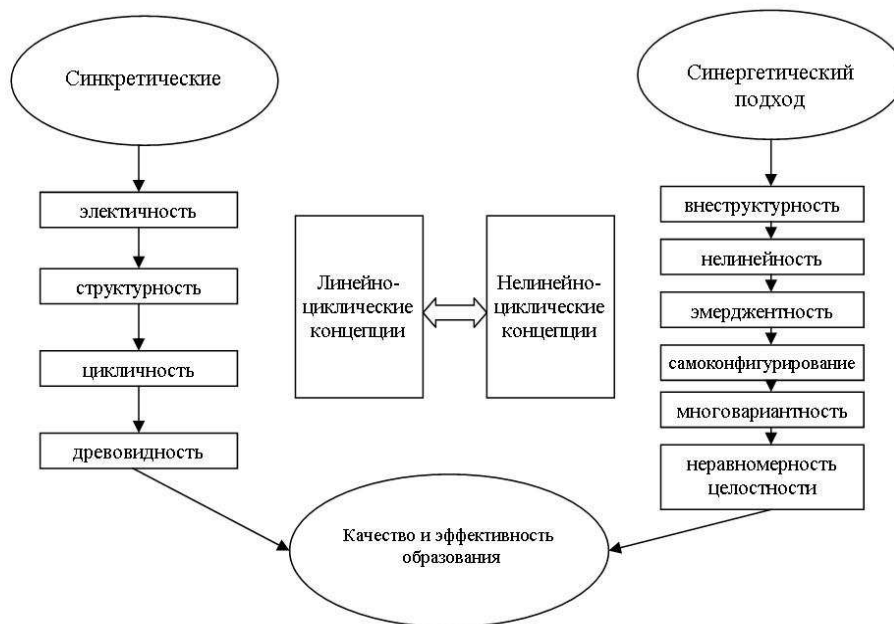 Синкретические
электичность
структурность
цикличность
древовидность
Линейно-
циклические
концепции
Нелинейно-
циклические
концепции
Синергетический
подход
внеструктурность
нелинейность
эмерджентность
самоконфигурирование
многовариантность
неравномерность
целостности
Качество и эффективность
образования